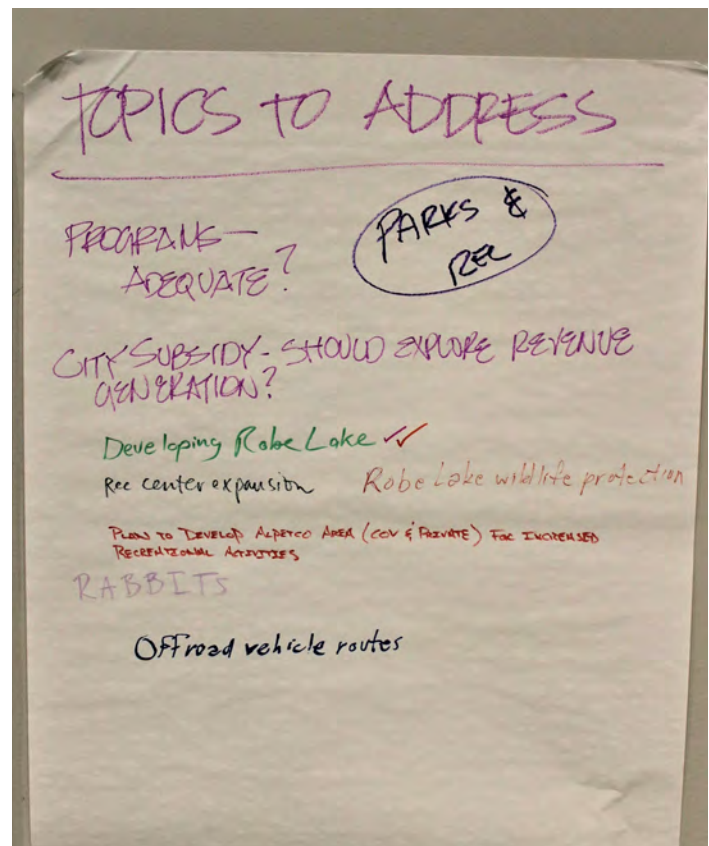 TOPICS TO ADDRESS
PARKS &
REC
PROGRAMS—
ADEQUATE?
CITY SUBSIDY - SHOULD EXPLORE REVENUE
GENERATION?
Developing Robe Lake ✓✓
Rec center expansion
Robe Lake wildlife protection
PLAN TO DEVELOP ALPETCO AREA (COV & PRIVATE) FOR INCREASED
RECREATIONAL ACTIVITIES
RABBITS
Offroad vehicle routes